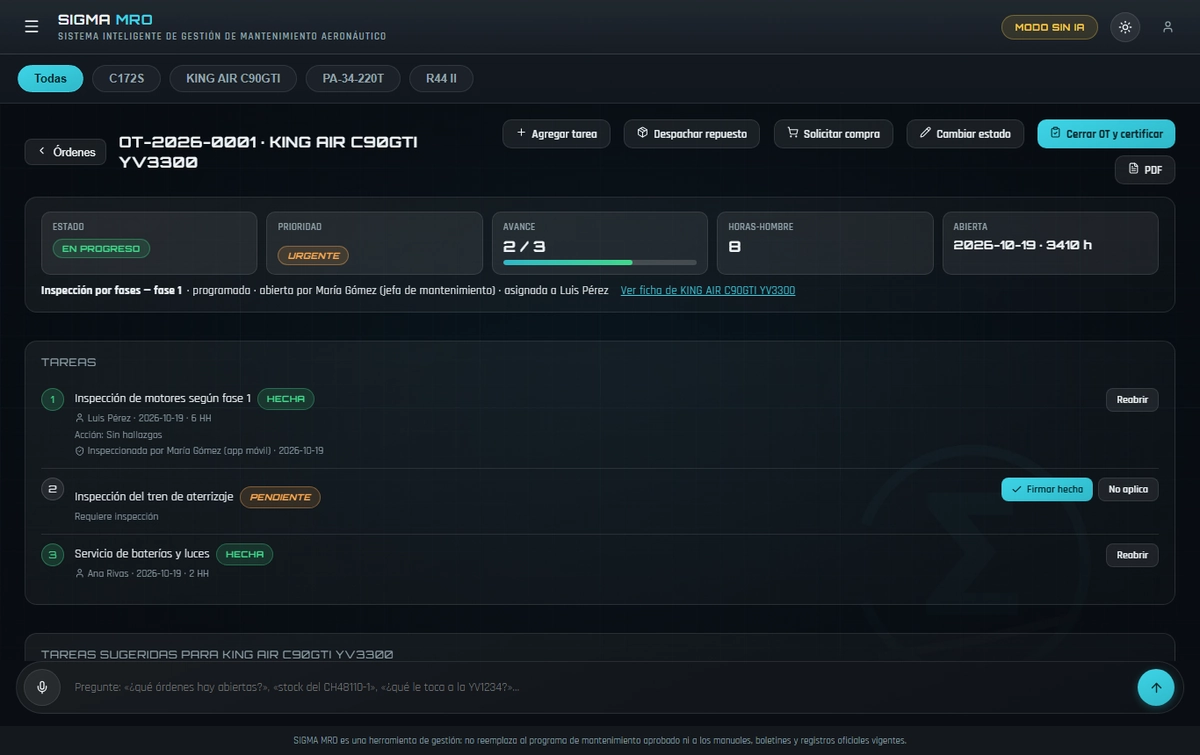 SIGMA MRO
SISTEMA INTELIGENTE DE GESTIÓN DE MANTENIMIENTO AERONÁUTICO
MODO SIN IA
Todas
C172S
KING AIR C90GTI
PA-34-220T
R44 II
Órdenes
OT-2026-0001 · KING AIR C90GTI
YV3300
Agregar tarea
Despachar repuesto
Solicitar compra
Cambiar estado
Cerrar OT y certificar
PDF
ESTADO
EN PROGRESO
PRIORIDAD
URGENTE
AVANCE
2 / 3
HORAS-HOMBRE
8
ABIERTA
2026-10-19 · 3410 h
Inspección por fases — fase 1 · programada · abierta por María Gómez (jefa de mantenimiento) · asignada a Luis Pérez Ver ficha de KING AIR C90GTI YV3300
TAREAS
1
Inspección de motores según fase 1 HECHA
Reabrir
Luis Pérez · 2026-10-19 · 6 HH
Acción: Sin hallazgos
Inspeccionada por María Gómez (app móvil) · 2026-10-19
2
Inspección del tren de aterrizaje PENDIENTE
Firmar hecha
No aplica
Requiere inspección
3
Servicio de baterías y luces HECHA
Reabrir
Ana Rivas · 2026-10-19 · 2 HH
TAREAS SUGERIDAS PARA KING AIR C90GTI YV3300
Pregunte: «¿qué órdenes hay abiertas?», «stock del CH48110-1», «¿qué le toca a la YV1234?»...
SIGMA MRO es una herramienta de gestión: no reemplaza al programa de mantenimiento aprobado ni a los manuales, boletines y registros oficiales vigentes.